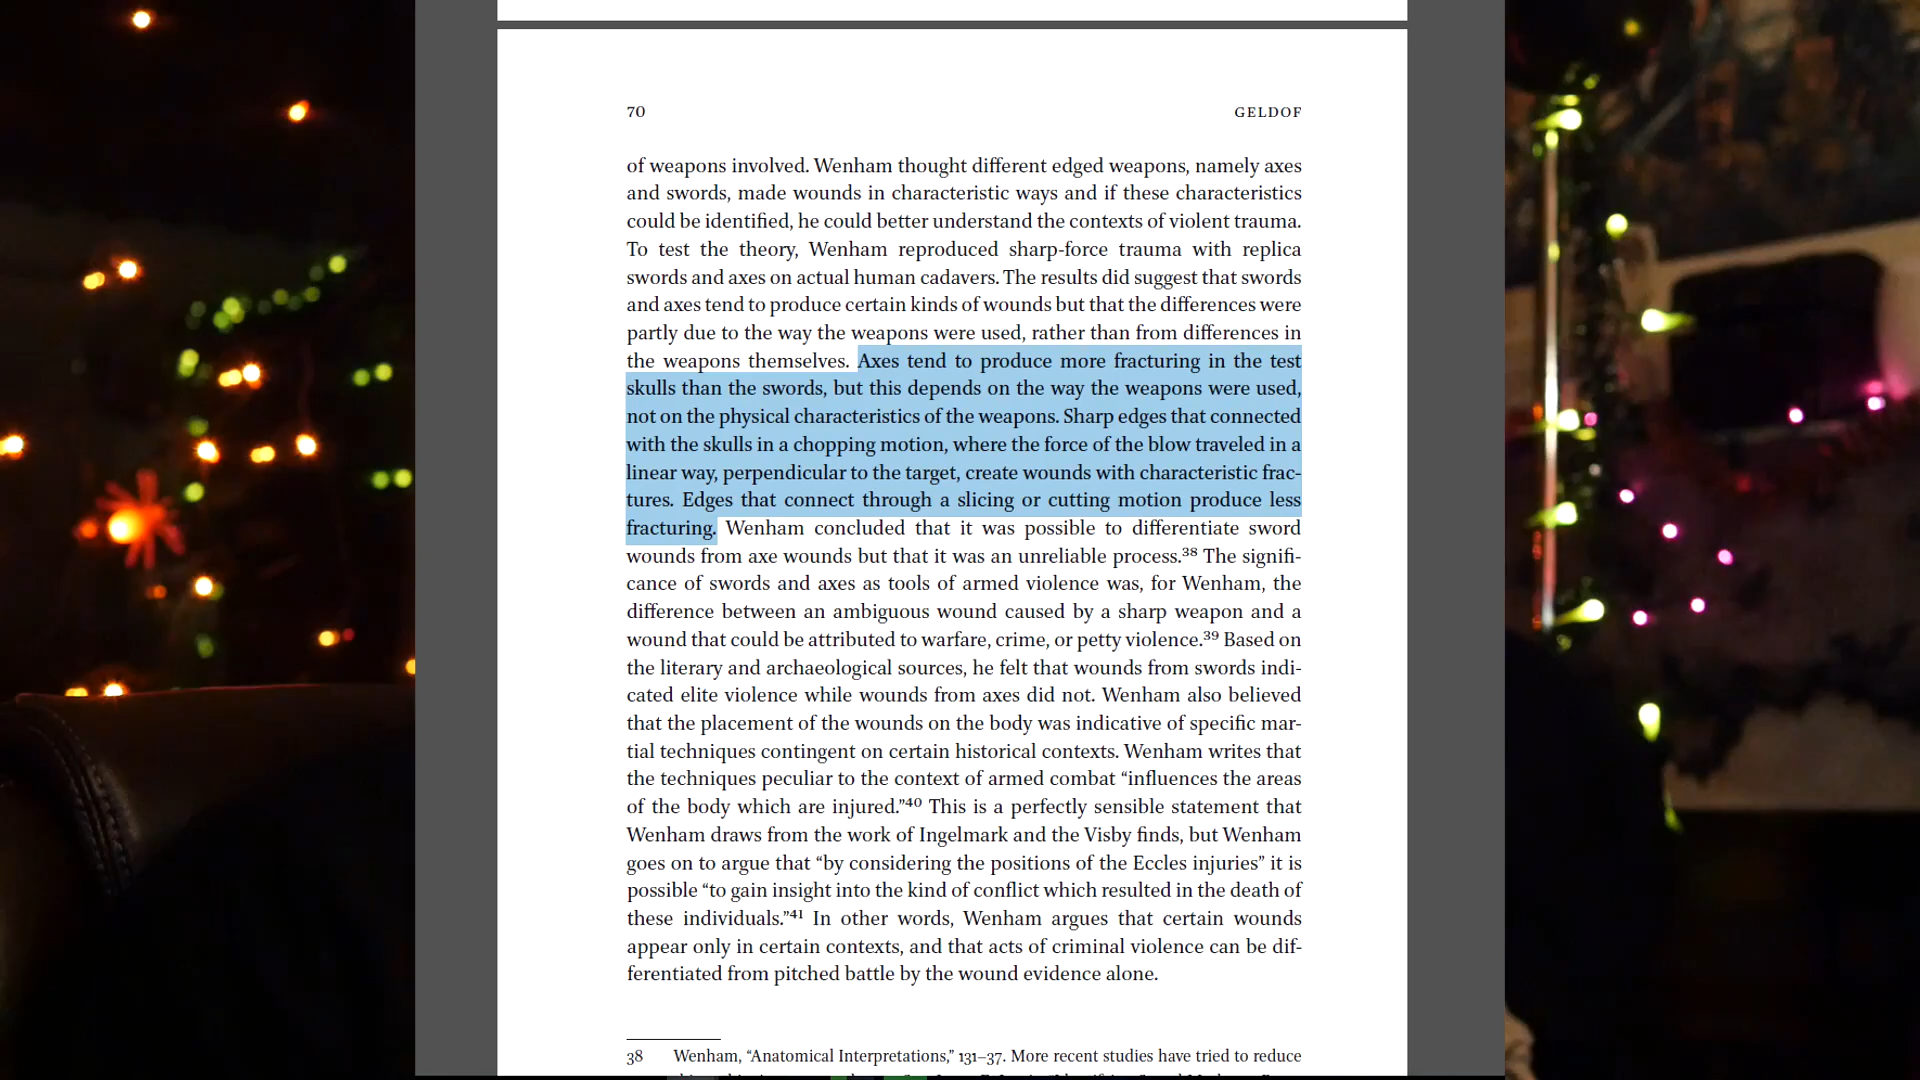 70 GELDOF
of weapons involved. Wenham thought different edged weapons, namely axes
and swords, made wounds in characteristic ways and if these characteristics
could be identified, he could better understand the contexts of violent trauma.
To test the theory, Wenham reproduced sharp-force trauma with replica
swords and axes on actual human cadavers. The results did suggest that swords
and axes tend to produce certain kinds of wounds but that the differences were
partly due to the way the weapons were used, rather than from differences in
the weapons themselves. Axes tend to produce more fracturing in the test
skulls than the swords, but this depends on the way the weapons were used,
not on the physical characteristics of the weapons. Sharp edges that connected
with the skulls in a chopping motion, where the force of the blow traveled in a
linear way, perpendicular to the target, create wounds with characteristic frac-
tures. Edges that connect through a slicing or cutting motion produce less
fracturing. Wenham concluded that it was possible to differentiate sword
wounds from axe wounds but that it was an unreliable process.³⁸ The signifi-
cance of swords and axes as tools of armed violence was, for Wenham, the
difference between an ambiguous wound caused by a sharp weapon and a
wound that could be attributed to warfare, crime, or petty violence.³⁹ Based on
the literary and archaeological sources, he felt that wounds from swords indi-
cated elite violence while wounds from axes did not. Wenham also believed
that the placement of the wounds on the body was indicative of specific mar-
tial techniques contingent on certain historical contexts. Wenham writes that
the techniques peculiar to the context of armed combat “influences the areas
of the body which are injured.”⁴⁰ This is a perfectly sensible statement that
Wenham draws from the work of Ingelmark and the Visby finds, but Wenham
goes on to argue that “by considering the positions of the Eccles injuries” it is
possible “to gain insight into the kind of conflict which resulted in the death of
these individuals.”⁴¹ In other words, Wenham argues that certain wounds
appear only in certain contexts, and that acts of criminal violence can be dif-
ferentiated from pitched battle by the wound evidence alone.
38 Wenham, “Anatomical Interpretations,” 131–37. More recent studies have tried to reduce